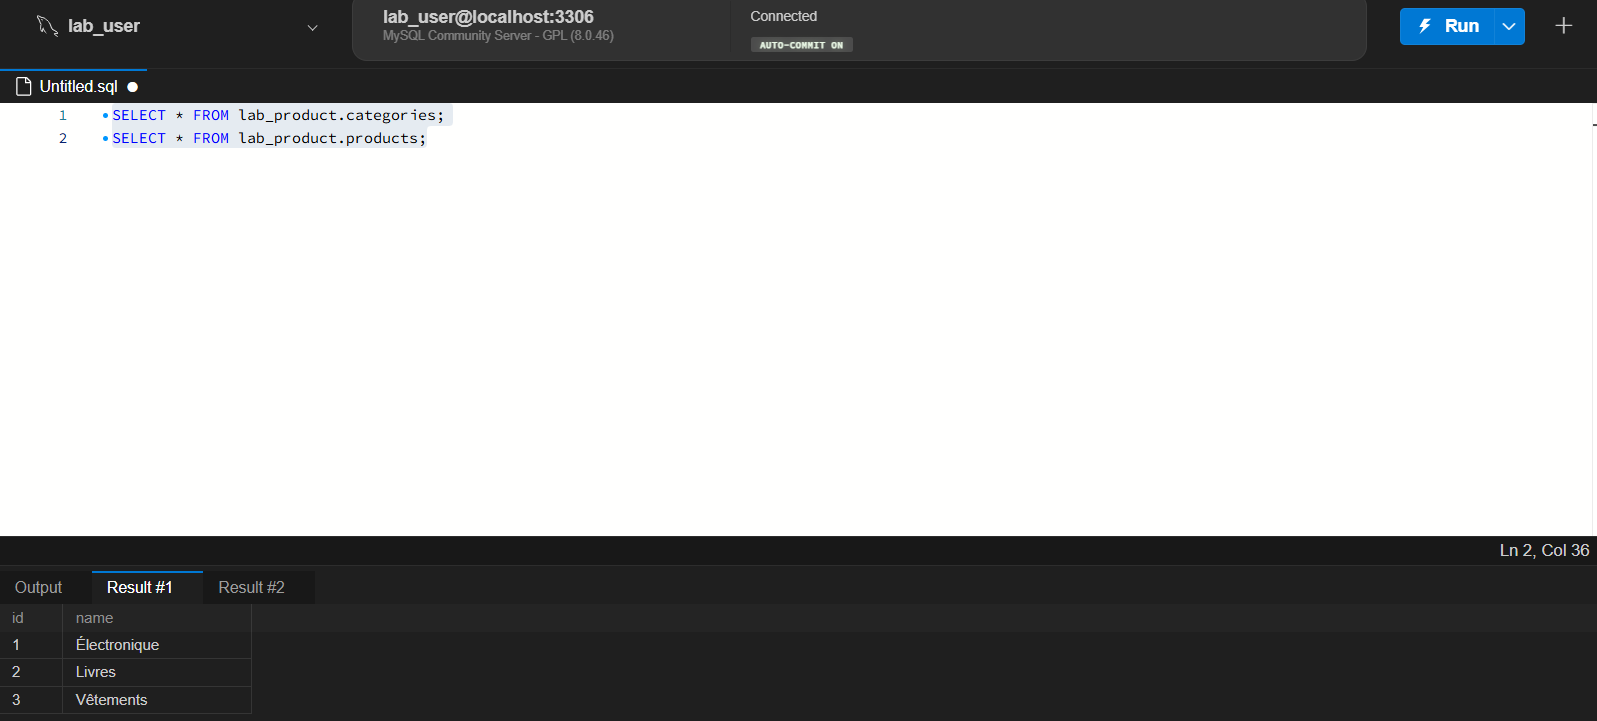 lab_user
lab_user@localhost:3306
MySQL Community Server - GPL (8.0.46)
Connected
AUTO-COMMIT ON
Run
Untitled.sql
1 SELECT * FROM lab_product.categories;
2 SELECT * FROM lab_product.products;
Ln 2, Col 36
Output Result #1 Result #2
id name
1 Électronique
2 Livres
3 Vêtements